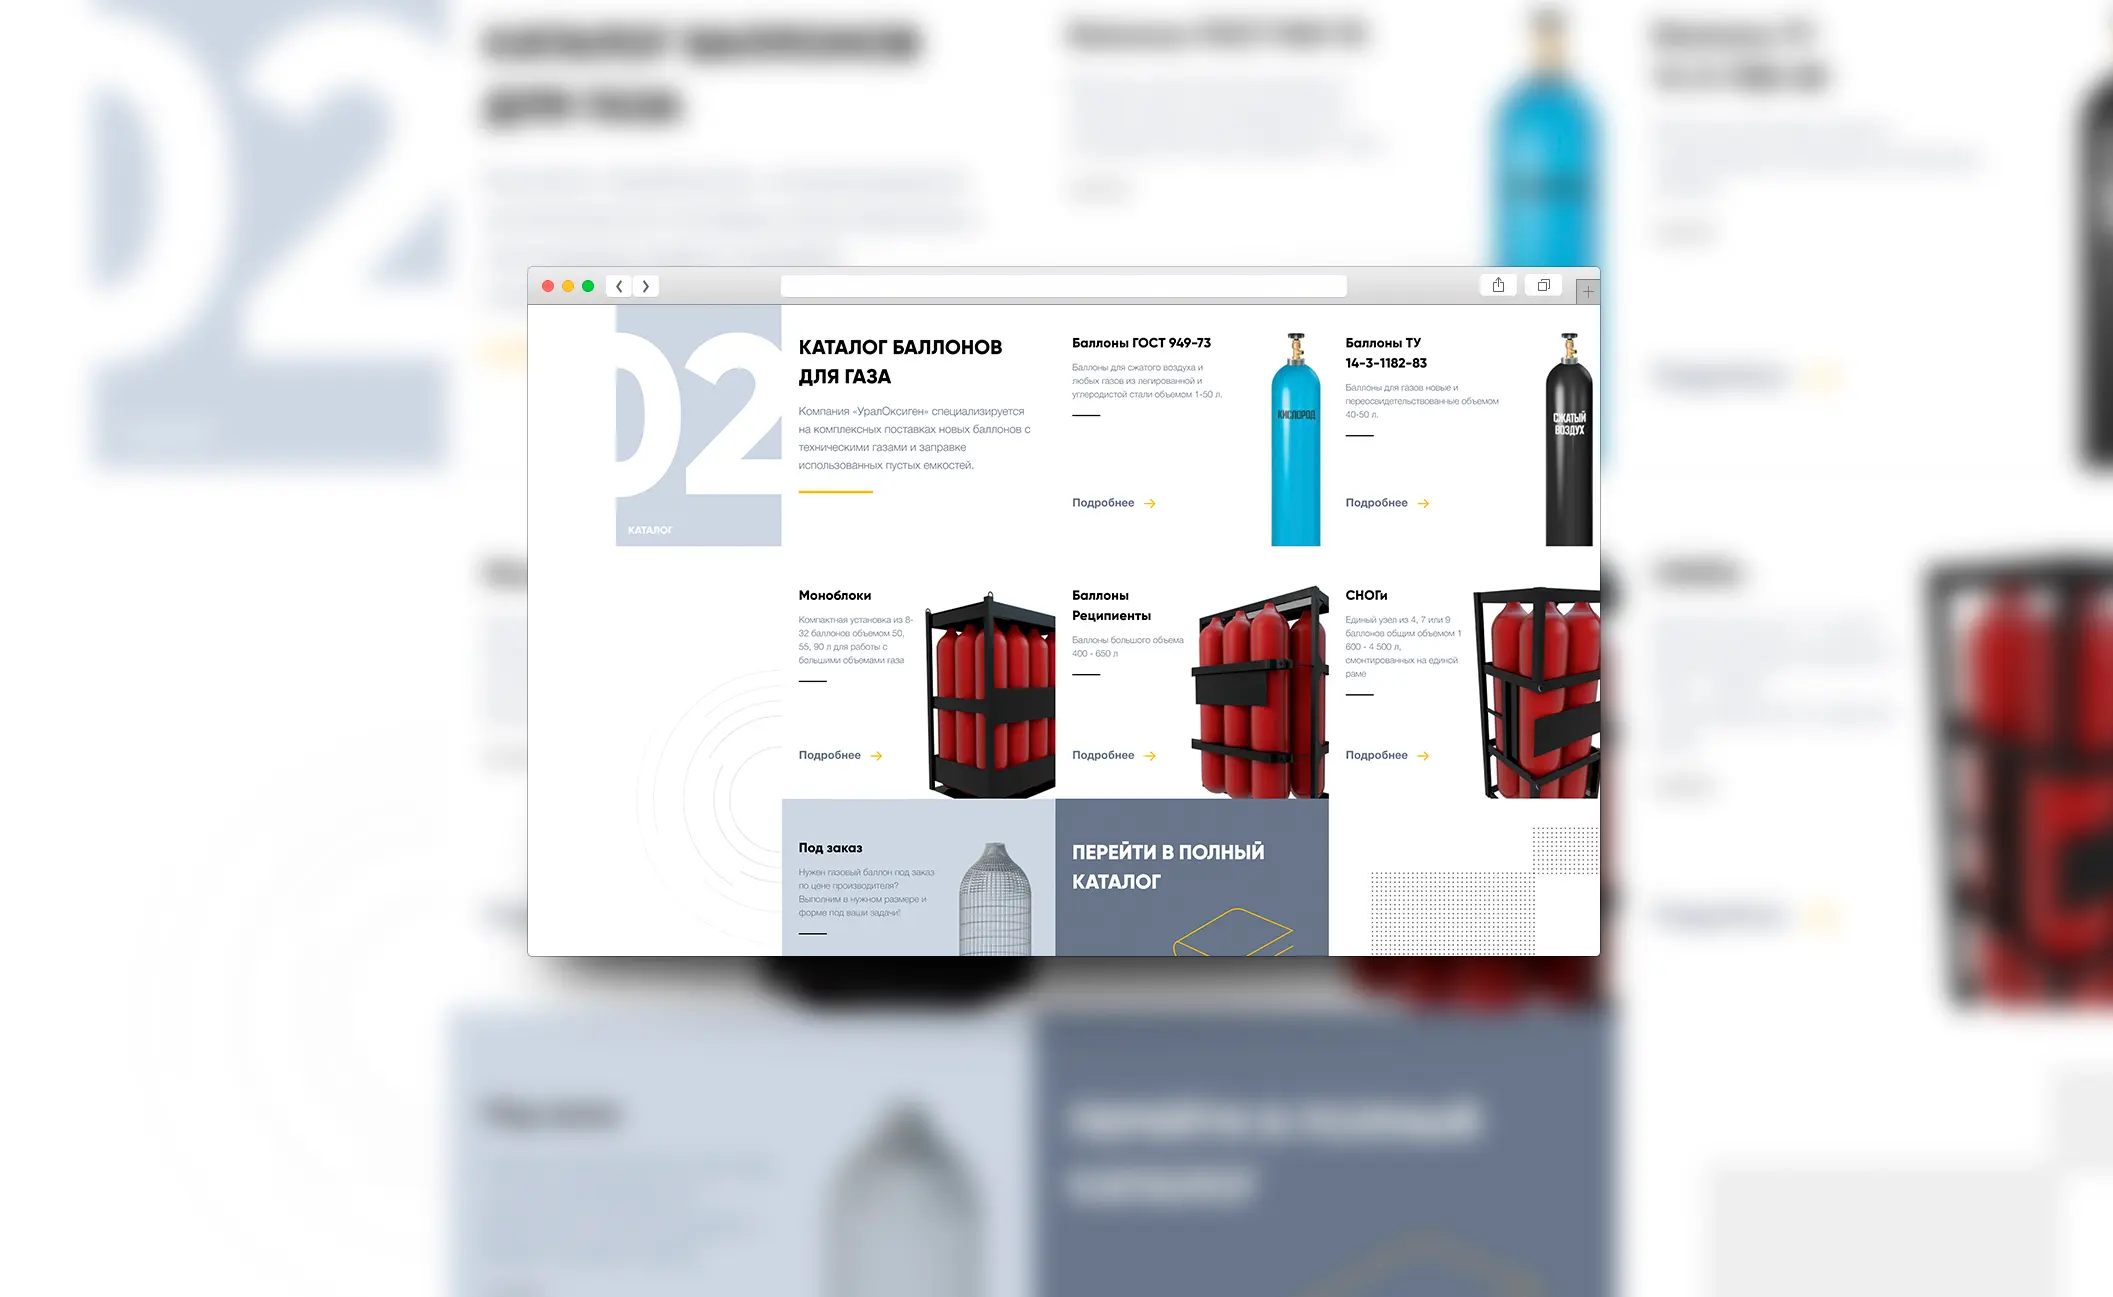 02
КАТАЛОГ
КАТАЛОГ БАЛЛОНОВ
ДЛЯ ГАЗА
Компания «УралОксиген» специализируется
на комплексных поставках новых баллонов с
техническими газами и заправке
использованных пустых емкостей.
Баллоны ГОСТ 949-73
Баллоны для сжатого воздуха и
любых газов из легированной и
углеродистой стали объемом 1-50 л.
Подробнее
КИСЛОРОД
Баллоны ТУ
14-3-1182-83
Баллоны для газов новые и
переосвидетельствованные объемом
40-50 л.
Подробнее
СЖАТЫЙ
ВОЗДУХ
Моноблоки
Компактная установка из 8-
32 баллонов объемом 50,
55, 90 л для работы с
большими объемами газа
Подробнее
Баллоны
Реципиенты
Баллоны большого объема
400 - 650 л
Подробнее
СНОГи
Единый узел из 4, 7 или 9
баллонов общим объемом 1
600 - 4 500 л,
смонтированных на единой
раме
Подробнее
Под заказ
Нужен газовый баллон под заказ
по цене производителя?
Выполним в нужном размере и
форме под ваши задачи!
ПЕРЕЙТИ В ПОЛНЫЙ
КАТАЛОГ